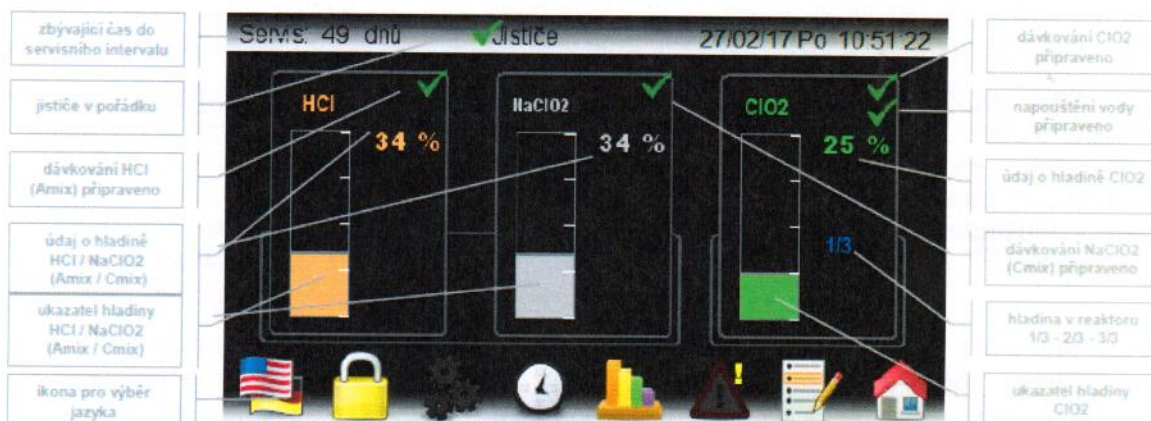 zbývající čas do
servisního intervalu
jističe v pořádku
dávkování HCl
(Amix) připraveno
údaj o hladině
HCl / NaClO2
(Amix / Cmix)
ukazatel hladiny
HCl / NaClO2
(Amix / Cmix)
ikona pro výběr
jazyka
Servis: 49 dnů
Jističe
27/02/17 Po 10:51:22
HCl
34 %
NaClO2
34 %
ClO2
25 %
1/3
dávkování ClO2
připraveno
napouštění vody
připraveno
údaj o hladině ClO2
dávkování NaClO2
(Cmix) připraveno
hladina v reaktoru
1/3 - 2/3 - 3/3
ukazatel hladiny
ClO2